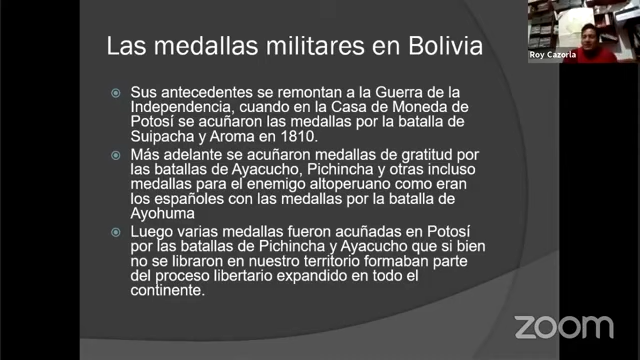 Las medallas militares en Bolivia
Roy Cazorla
Sus antecedentes se remontan a la Guerra de la
Independencia, cuando en la Casa de Moneda de
Potosí se acuñaron las medallas por la batalla de
Suipacha y Aroma en 1810.
Más adelante se acuñaron medallas de gratitud por
las batallas de Ayacucho, Pichincha y otras incluso
medallas para el enemigo altoperuano como eran
los españoles con las medallas por la batalla de
Ayohuma
Luego varias medallas fueron acuñadas en Potosí
por las batallas de Pichincha y Ayacucho que si bien
no se libraron en nuestro territorio formaban parte
del proceso libertario expandido en todo el
continente.
zoom